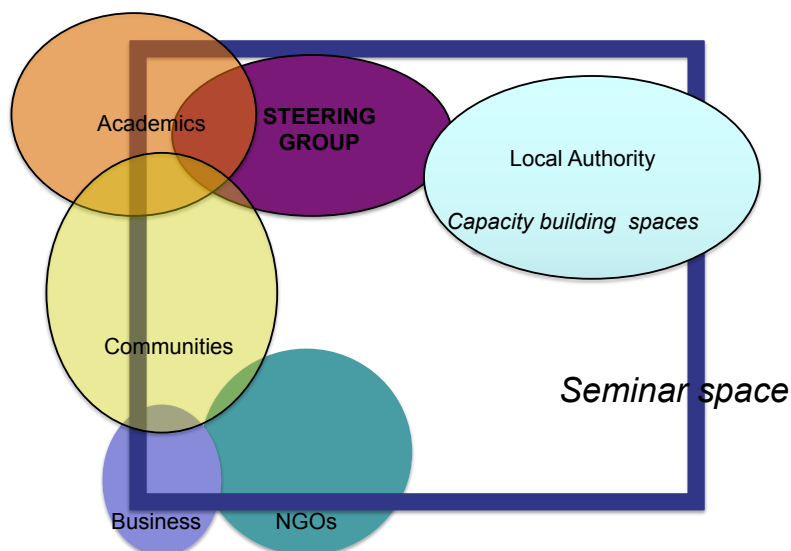 Academics
STEERING
GROUP
Local Authority
Capacity building spaces
Communities
Seminar space
Business
NGOs